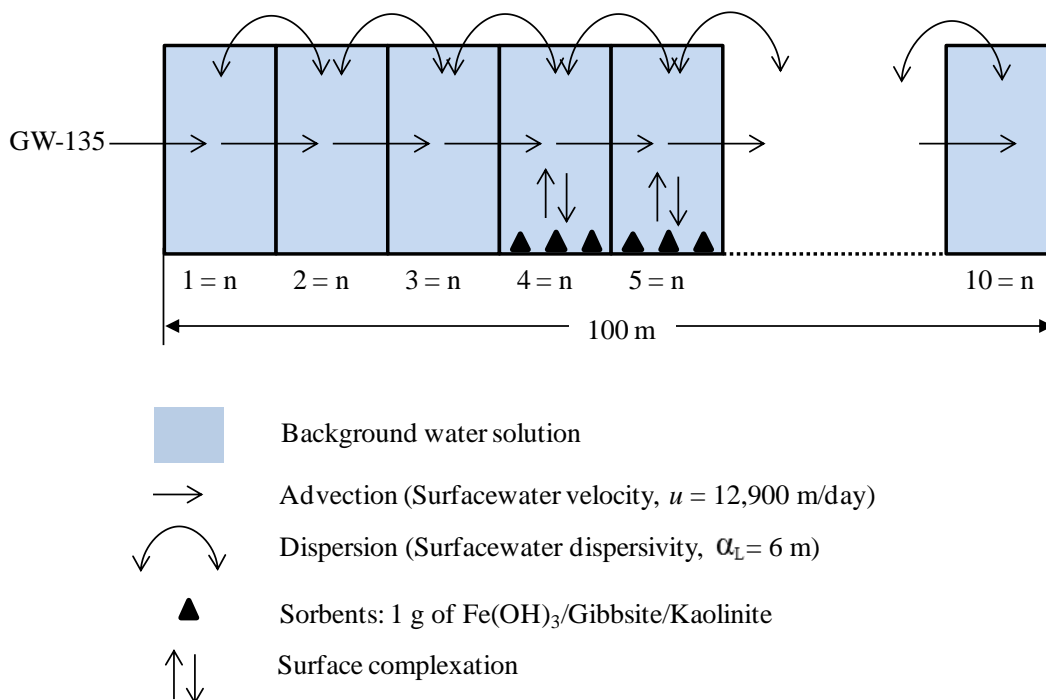 GW-135
1 = n 2 = n 3 = n 4 = n 5 = n 10 = n
100 m
Background water solution
Advection (Surfacewater velocity, u = 12,900 m/day)
Dispersion (Surfacewater dispersivity, αL= 6 m)
Sorbents: 1 g of Fe(OH)3/Gibbsite/Kaolinite
Surface complexation